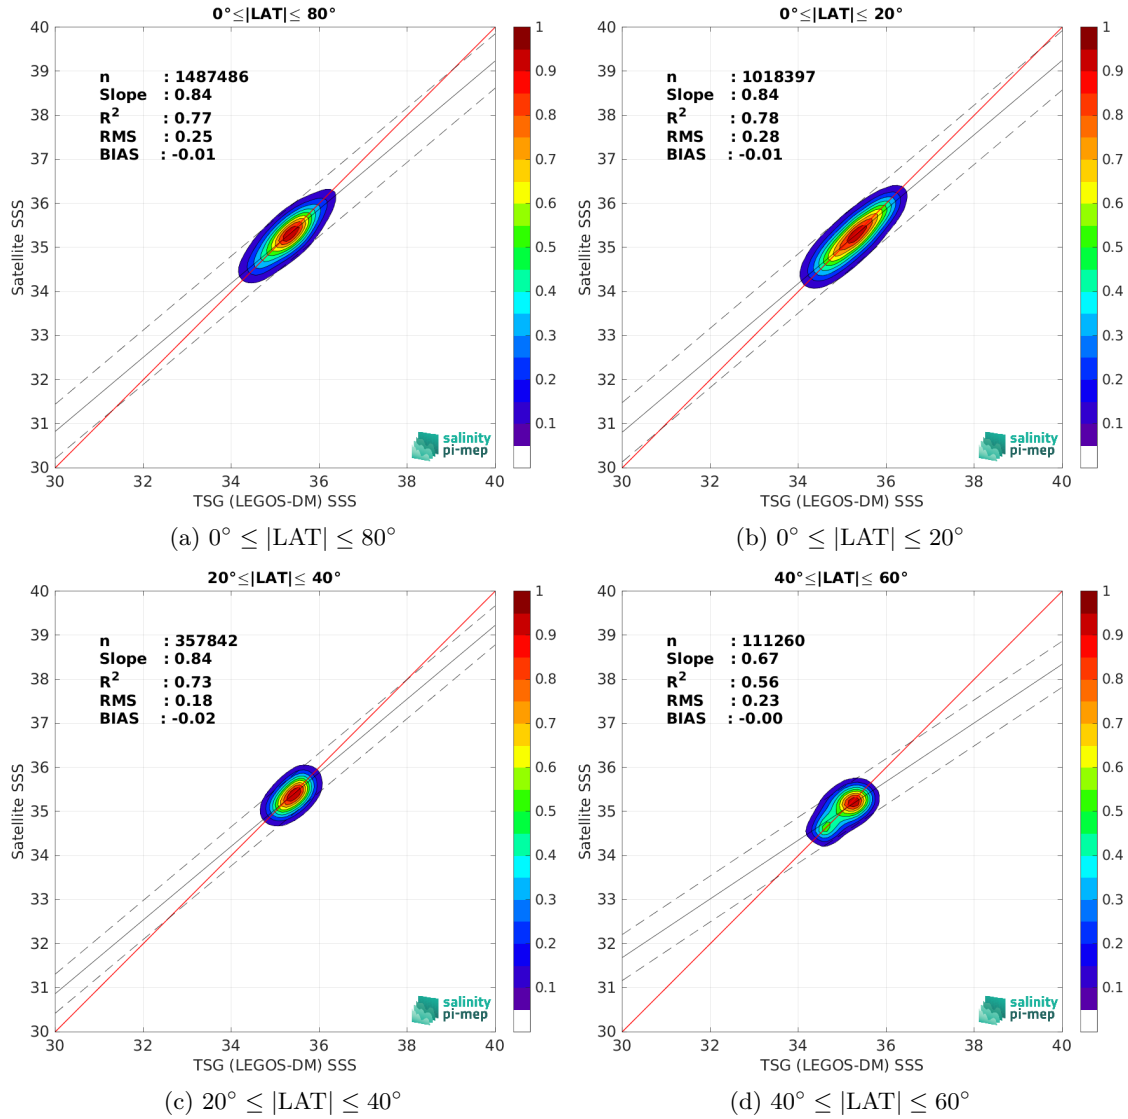 0°≤|LAT|≤ 80°
n : 1487486
Slope : 0.84
R² : 0.77
RMS : 0.25
BIAS : -0.01
40
39
38
37
36
35
34
33
32
31
30
Satellite SSS
30 32 34 36 38 40
TSG (LEGOS-DM) SSS
salinity
pi-mep
1
0.9
0.8
0.7
0.6
0.5
0.4
0.3
0.2
0.1
(a) 0° ≤ |LAT| ≤ 80°
0°≤|LAT|≤ 20°
n : 1018397
Slope : 0.84
R² : 0.78
RMS : 0.28
BIAS : -0.01
40
39
38
37
36
35
34
33
32
31
30
Satellite SSS
30 32 34 36 38 40
TSG (LEGOS-DM) SSS
salinity
pi-mep
1
0.9
0.8
0.7
0.6
0.5
0.4
0.3
0.2
0.1
(b) 0° ≤ |LAT| ≤ 20°
20°≤|LAT|≤ 40°
n : 357842
Slope : 0.84
R² : 0.73
RMS : 0.18
BIAS : -0.02
40
39
38
37
36
35
34
33
32
31
30
Satellite SSS
30 32 34 36 38 40
TSG (LEGOS-DM) SSS
salinity
pi-mep
1
0.9
0.8
0.7
0.6
0.5
0.4
0.3
0.2
0.1
(c) 20° ≤ |LAT| ≤ 40°
40°≤|LAT|≤ 60°
n : 111260
Slope : 0.67
R² : 0.56
RMS : 0.23
BIAS : -0.00
40
39
38
37
36
35
34
33
32
31
30
Satellite SSS
30 32 34 36 38 40
TSG (LEGOS-DM) SSS
salinity
pi-mep
1
0.9
0.8
0.7
0.6
0.5
0.4
0.3
0.2
0.1
(d) 40° ≤ |LAT| ≤ 60°